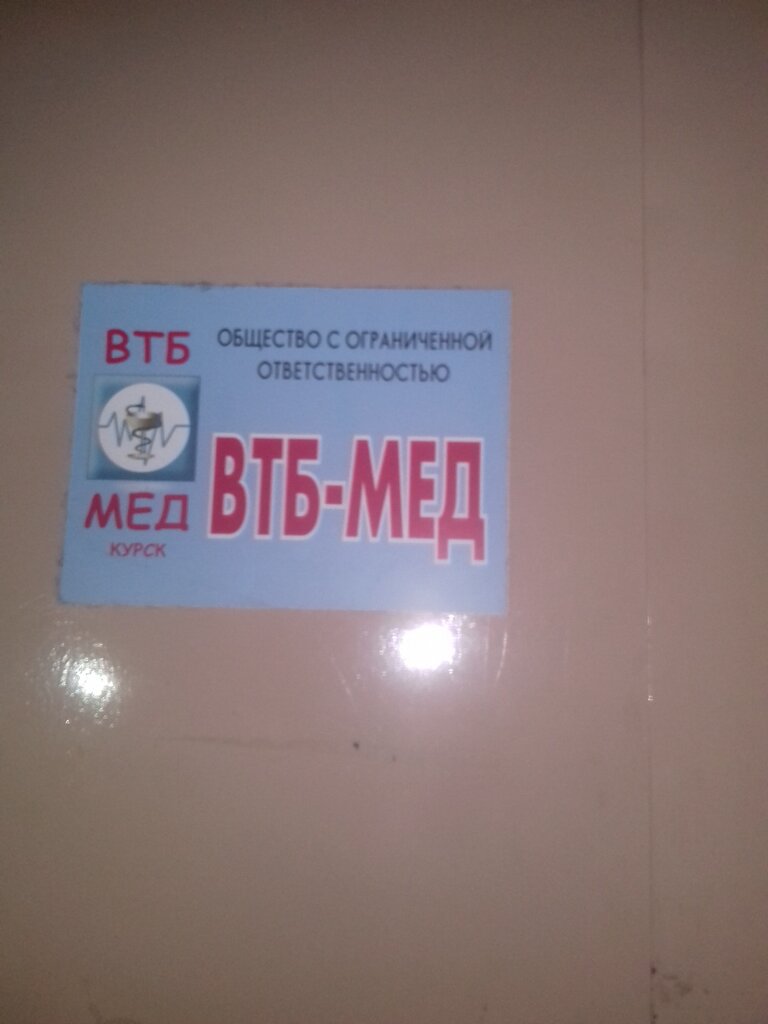 ВТБ
МЕД
КУРСК
ОБЩЕСТВО С ОГРАНИЧЕННОЙ
ОТВЕТСТВЕННОСТЬЮ
ВТБ-МЕД